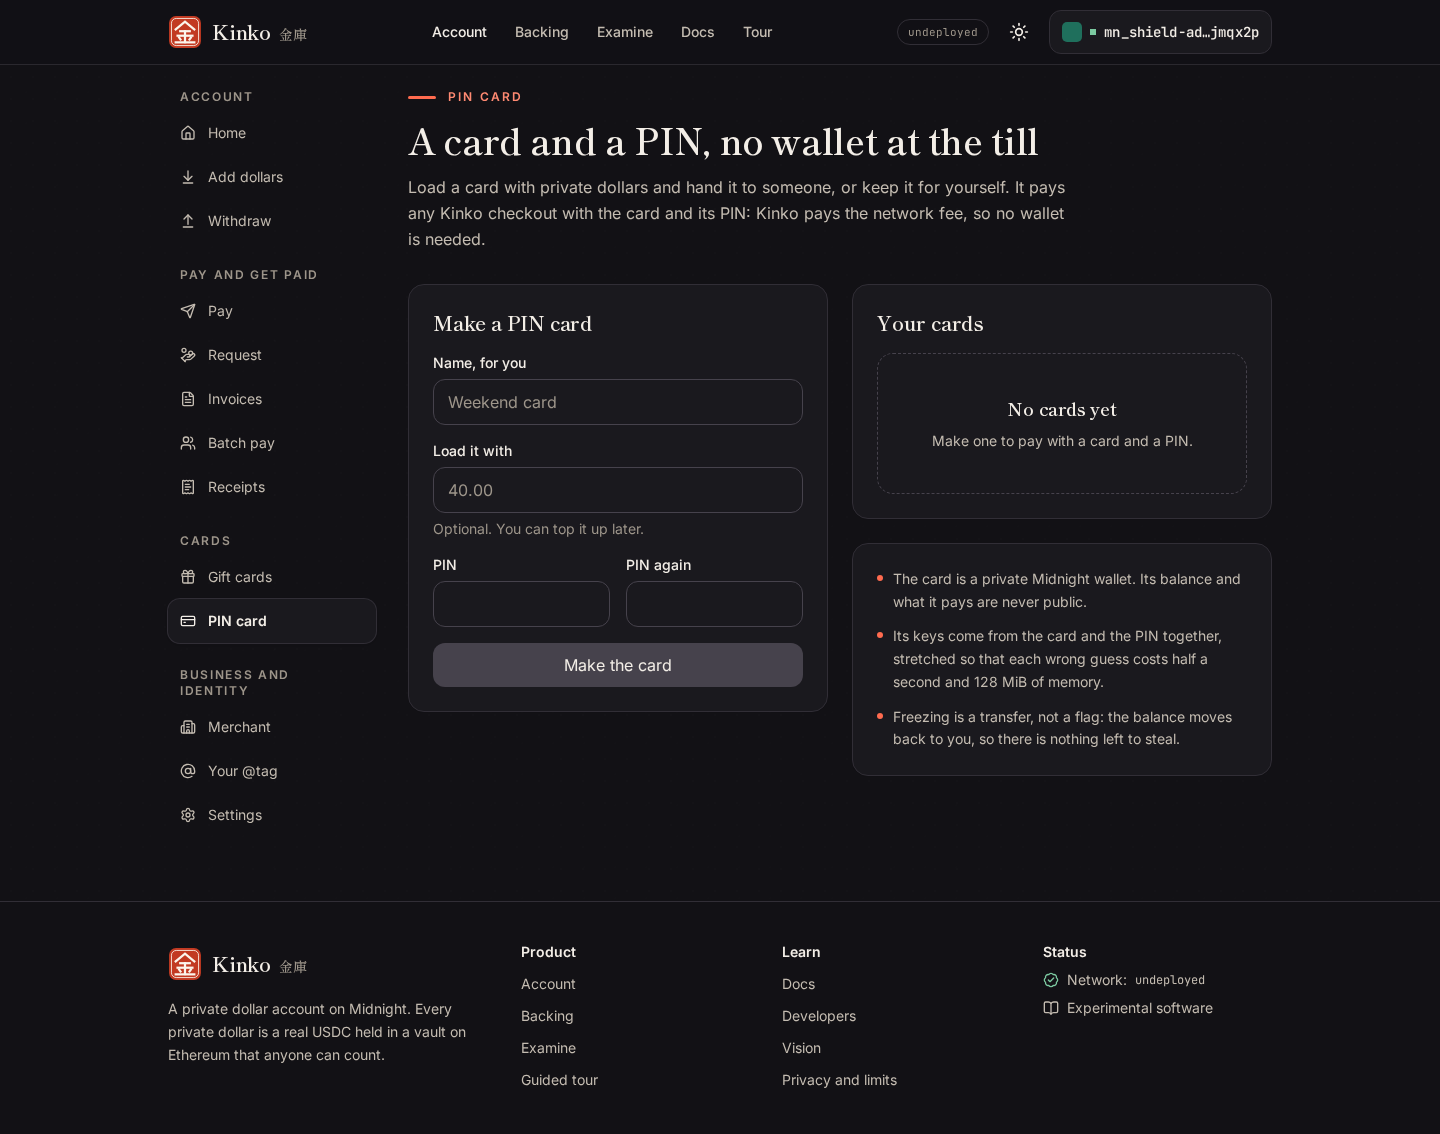 金 Kinko 金庫
Account Backing Examine Docs Tour
undeployed
mn_shield-ad…jmqx2p
ACCOUNT
Home
Add dollars
Withdraw
PAY AND GET PAID
Pay
Request
Invoices
Batch pay
Receipts
CARDS
Gift cards
PIN card
BUSINESS AND
IDENTITY
Merchant
Your @tag
Settings
PIN CARD
A card and a PIN, no wallet at the till
Load a card with private dollars and hand it to someone, or keep it for yourself. It pays
any Kinko checkout with the card and its PIN: Kinko pays the network fee, so no wallet
is needed.
Make a PIN card
Name, for you
Weekend card
Load it with
40.00
Optional. You can top it up later.
PIN PIN again
Make the card
Your cards
No cards yet
Make one to pay with a card and a PIN.
The card is a private Midnight wallet. Its balance and
what it pays are never public.
Its keys come from the card and the PIN together,
stretched so that each wrong guess costs half a
second and 128 MiB of memory.
Freezing is a transfer, not a flag: the balance moves
back to you, so there is nothing left to steal.
金 Kinko 金庫
A private dollar account on Midnight. Every
private dollar is a real USDC held in a vault on
Ethereum that anyone can count.
Product
Account
Backing
Examine
Guided tour
Learn
Docs
Developers
Vision
Privacy and limits
Status
Network: undeployed
Experimental software